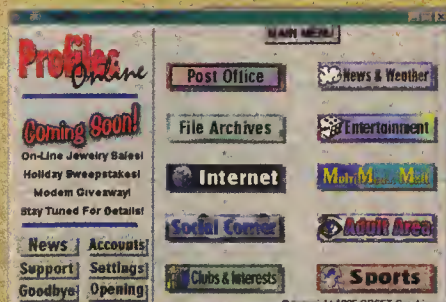 Profiles
Online
Coming Soon!
On-Line Jewelry Sales!
Holiday Sweepstakes!
Modem Giveaway!
Stay Tuned For Details!
News
Accounts
Support
Settings
Goodbye
Opening
MAIN MENU
Post Office
News & Weather
File Archives
Entertainment
Internet
Social Corner
Adult Area
Clubs & Interests
Sports